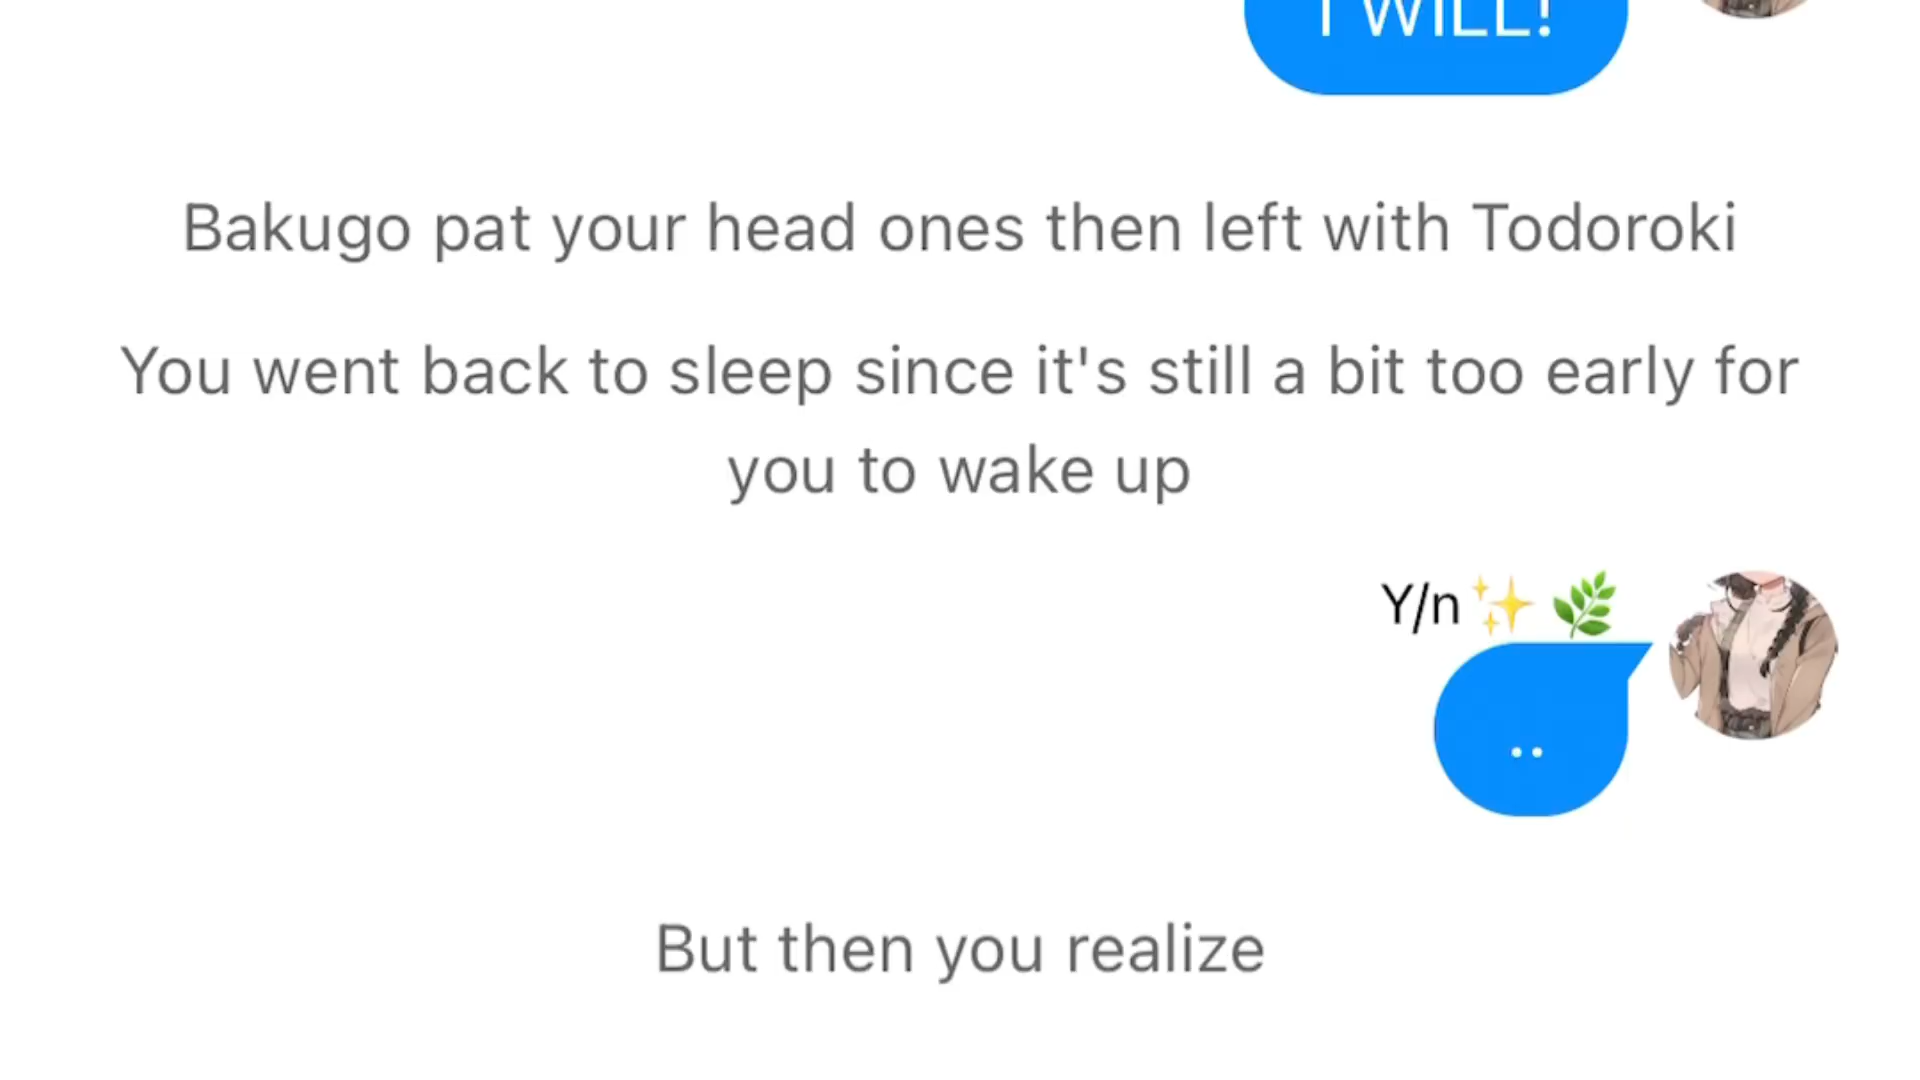 I WILL!
Bakugo pat your head ones then left with Todoroki
You went back to sleep since it's still a bit too early for
you to wake up
Y/n✨🌿
..
But then you realize